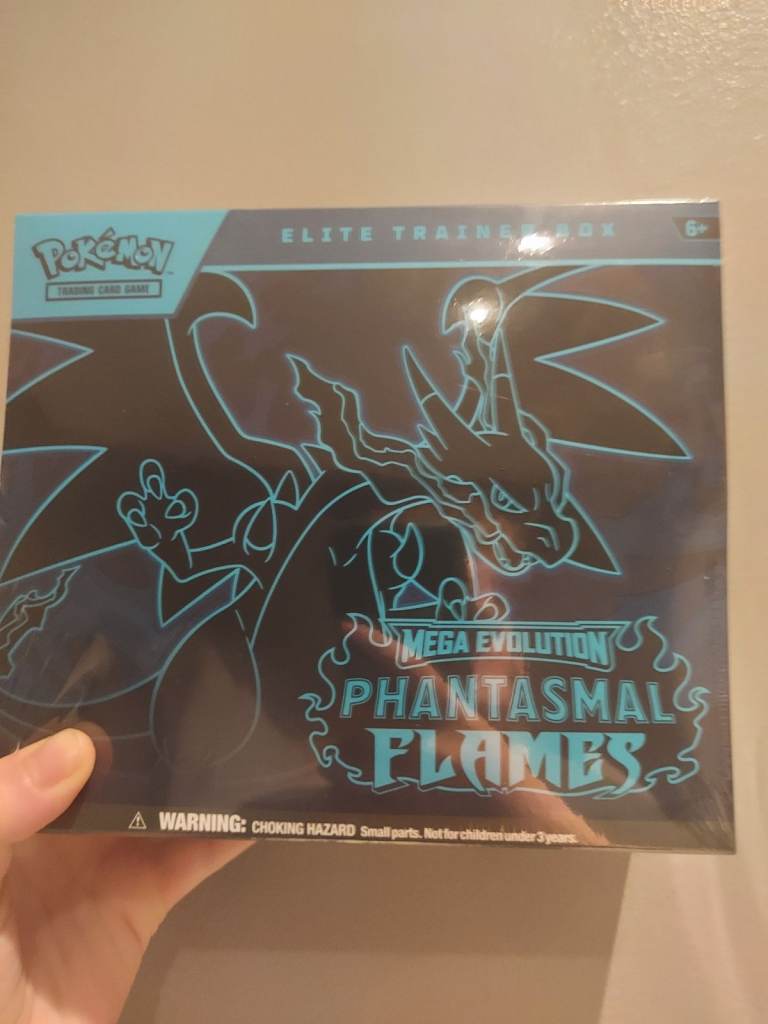 POKéMON™
TRADING CARD GAME
ELITE TRAINER BOX
6+
MEGA EVOLUTION
PHANTASMAL
FLAMES
⚠ WARNING: CHOKING HAZARD Small parts. Not for children under 3 years.